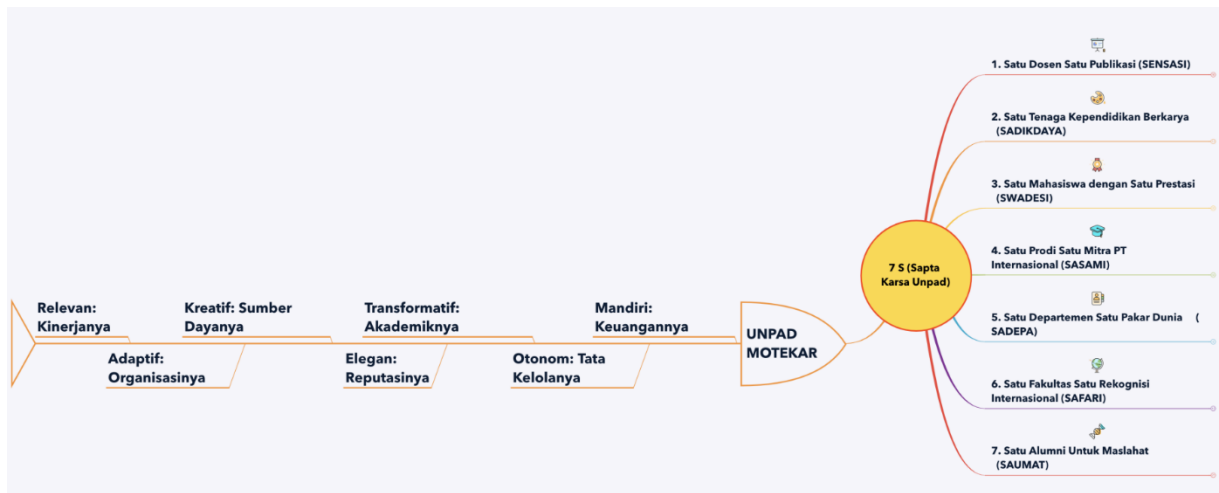 Relevan:
Kinerjanya
Kreatif: Sumber
Dayanya
Transformatif:
Akademiknya
Mandiri:
Keuangannya
Adaptif:
Organisasinya
Elegan:
Reputasinya
Otonom: Tata
Kelolanya
UNPAD
MOTEKAR
7 S (Sapta
Karsa Unpad)
1. Satu Dosen Satu Publikasi (SENSASI)
2. Satu Tenaga Kependidikan Berkarya
(SADIKDAYA)
3. Satu Mahasiswa dengan Satu Prestasi
(SWADESI)
4. Satu Prodi Satu Mitra PT
Internasional (SASAMI)
5. Satu Departemen Satu Pakar Dunia (
SADEPA)
6. Satu Fakultas Satu Rekognisi
Internasional (SAFARI)
7. Satu Alumni Untuk Maslahat
(SAUMAT)